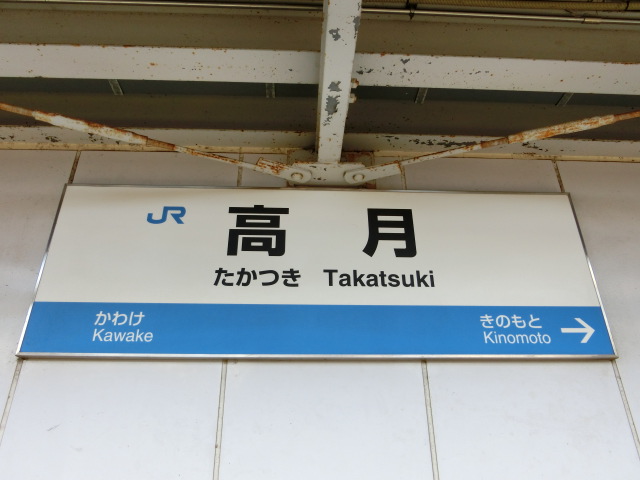 JR 高月
たかつき Takatsuki
かわけ
Kawake
きのもと →
Kinomoto